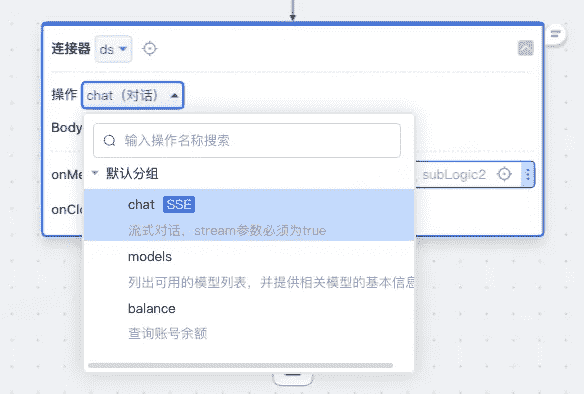 连接器 ds
操作 chat（对话）
Body
输入操作名称搜索
默认分组
onMe
, subLogic2
chat SSE
onClo
流式对话，stream参数必须为true
models
列出可用的模型列表，并提供相关模型的基本信息
balance
查询账号余额